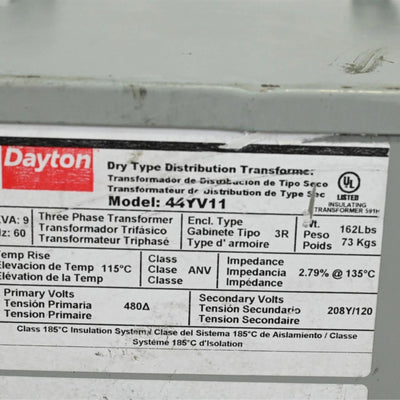 Dayton
Dry Type Distribution Transformer
Transformador de Distribución de Tipo Seco
Transformateur de Distribution de Type Sec
Model: 44YV11
UL
LISTED
INSULATING
TRANSFORMER 591H
KVA: 9
Hz: 60
Three Phase Transformer
Transformador Trifásico
Transformateur Triphasé
Encl. Type
Gabinete Tipo 3R
Type d' armoire
Wt. 162Lbs
Peso
Poids 73 Kgs
Temp Rise
Elevacion de Temp 115°C
Élévation de la Temp
Class
Clase ANV
Classe
Impedance
Impedancia 2.79% @ 135°C
Impédance
Primary Volts
Tensión Primaria 480Δ
Tension Primaire
Secondary Volts
Tensión Secundario 208Y/120
Tension Secondaire
Class 185°C Insulation System/ Clase del Sistema 185°C de Aislamiento/ Classe
Système 185°C d'Isolation